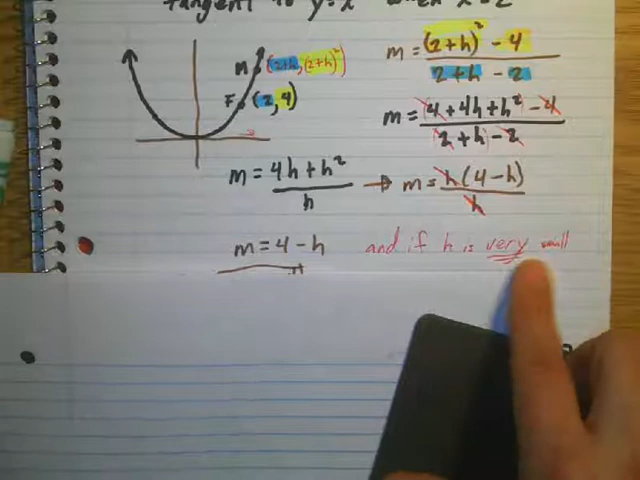 tangent to y=x² when x=2
N (2+h, (2+h)²)
F (2, 4)
m = (2+h)² - 4 / 2+h - 2
m = 4 + 4h + h² - 4 / 2 + h - 2
m = 4h + h² / h → m = h(4 - h) / h
m = 4 - h and if h is very small